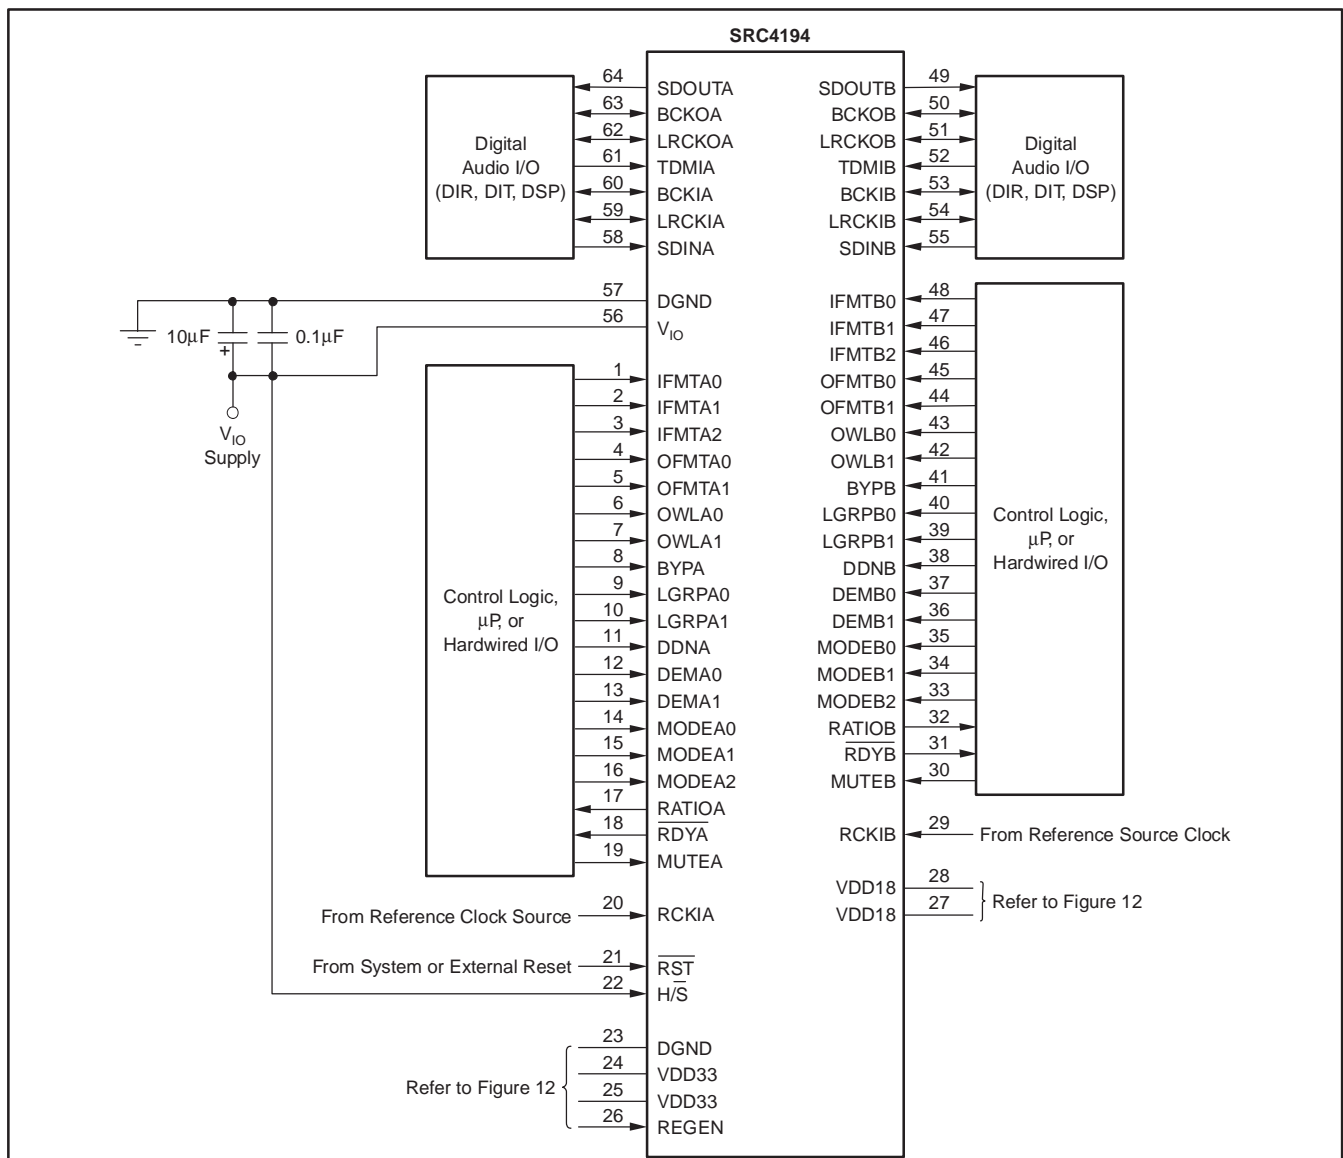 SRC4194
Digital
Audio I/O
(DIR, DIT, DSP)
64 SDOUTA
63 BCKOA
62 LRCKOA
61 TDMIA
60 BCKIA
59 LRCKIA
58 SDINA
57 DGND
56 VIO
10µF
+
0.1µF
VIO
Supply
Control Logic,
µP, or
Hardwired I/O
1 IFMTA0
2 IFMTA1
3 IFMTA2
4 OFMTA0
5 OFMTA1
6 OWLA0
7 OWLA1
8 BYPA
9 LGRPA0
10 LGRPA1
11 DDNA
12 DEMA0
13 DEMA1
14 MODEA0
15 MODEA1
16 MODEA2
17 RATIOA
18 R̅D̅Y̅A̅
19 MUTEA
From Reference Clock Source 20 RCKIA
From System or External Reset 21 R̅S̅T̅
22 H/S̅
Refer to Figure 12
23 DGND
24 VDD33
25 VDD33
26 REGEN
SDOUTB 49
BCKOB 50
LRCKOB 51
TDMIB 52
BCKIB 53
LRCKIB 54
SDINB 55
Digital
Audio I/O
(DIR, DIT, DSP)
IFMTB0 48
IFMTB1 47
IFMTB2 46
OFMTB0 45
OFMTB1 44
OWLB0 43
OWLB1 42
BYPB 41
LGRPB0 40
LGRPB1 39
DDNB 38
DEMB0 37
DEMB1 36
MODEB0 35
MODEB1 34
MODEB2 33
RATIOB 32
R̅D̅Y̅B̅ 31
MUTEB 30
Control Logic,
µP, or
Hardwired I/O
RCKIB 29 From Reference Source Clock
VDD18 28
VDD18 27
Refer to Figure 12